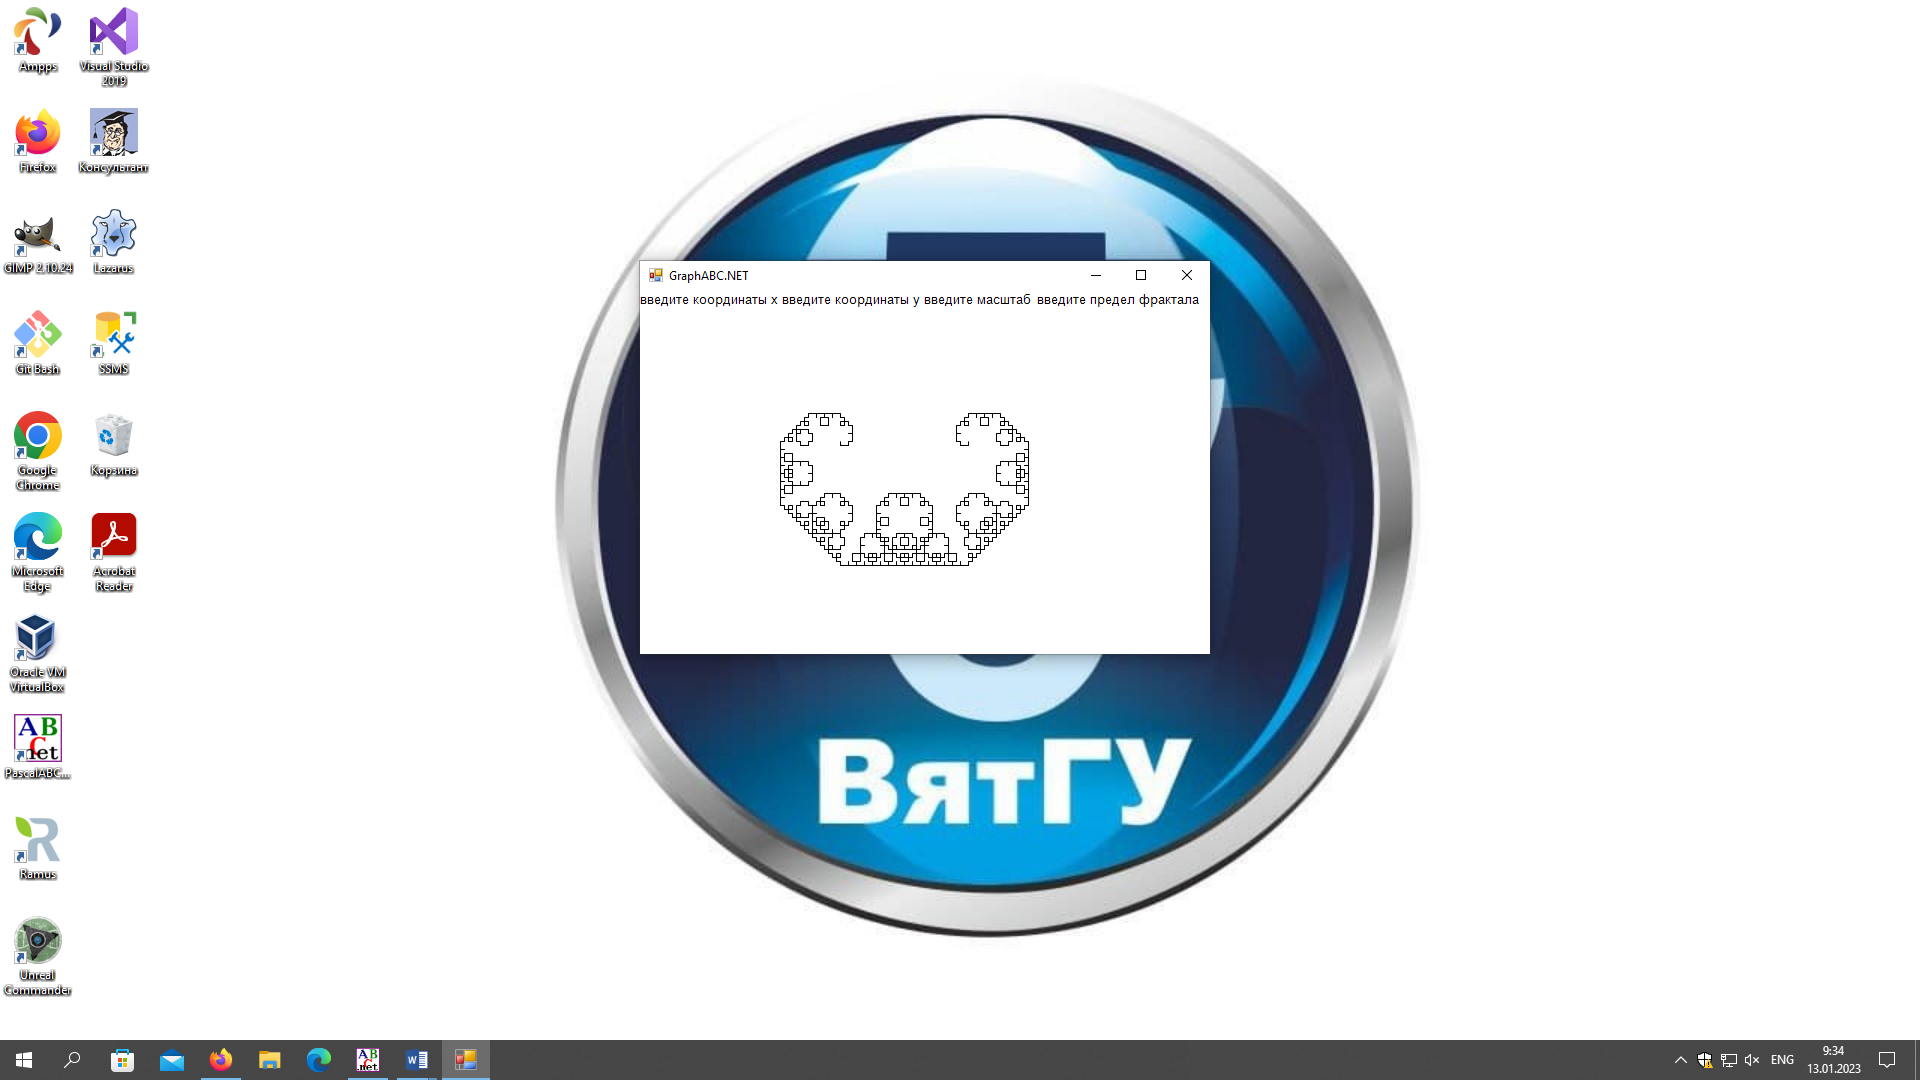 Ampps
Visual Studio
2019
Firefox
Консультант
GIMP 2.10.24
Lazarus
Git Bash
SSMS
Google
Chrome
Корзина
Microsoft
Edge
Acrobat
Reader
Oracle VM
VirtualBox
AB
C
net
PascalABC...
Ramus
Unreal
Commander
GraphABC.NET
введите координаты x введите координаты y введите масштаб введите предел фрактала
ВятГУ
ENG
9:34
13.01.2023